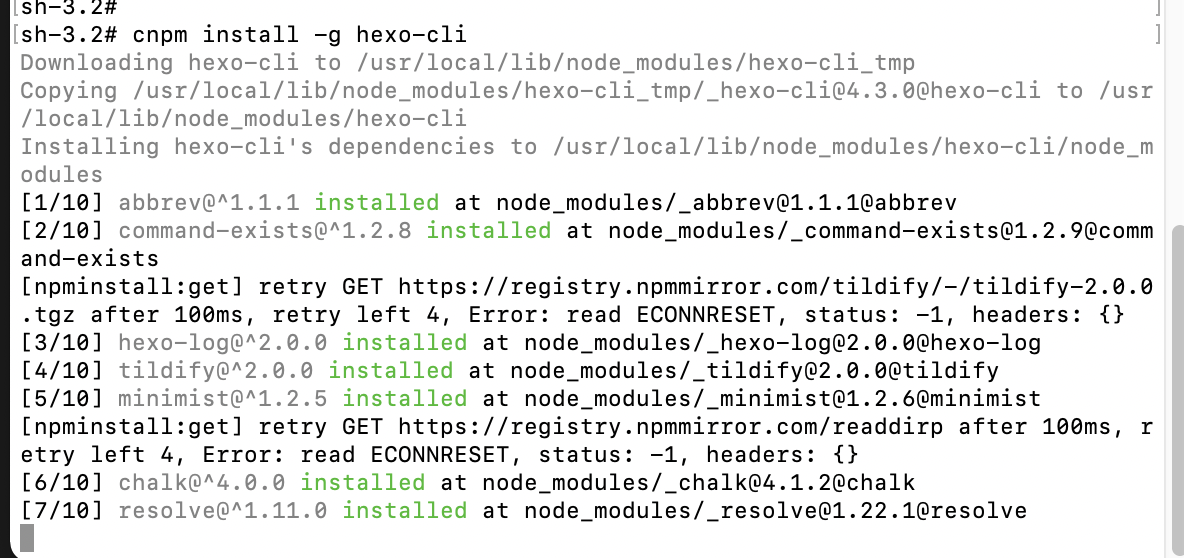 [sh-3.2# ]
[sh-3.2# cnpm install -g hexo-cli ]
Downloading hexo-cli to /usr/local/lib/node_modules/hexo-cli_tmp
Copying /usr/local/lib/node_modules/hexo-cli_tmp/_hexo-cli@4.3.0@hexo-cli to /usr
/local/lib/node_modules/hexo-cli
Installing hexo-cli's dependencies to /usr/local/lib/node_modules/hexo-cli/node_m
odules
[1/10] abbrev@^1.1.1 installed at node_modules/_abbrev@1.1.1@abbrev
[2/10] command-exists@^1.2.8 installed at node_modules/_command-exists@1.2.9@comm
and-exists
[npminstall:get] retry GET https://registry.npmmirror.com/tildify/-/tildify-2.0.0
.tgz after 100ms, retry left 4, Error: read ECONNRESET, status: -1, headers: {}
[3/10] hexo-log@^2.0.0 installed at node_modules/_hexo-log@2.0.0@hexo-log
[4/10] tildify@^2.0.0 installed at node_modules/_tildify@2.0.0@tildify
[5/10] minimist@^1.2.5 installed at node_modules/_minimist@1.2.6@minimist
[npminstall:get] retry GET https://registry.npmmirror.com/readdirp after 100ms, r
etry left 4, Error: read ECONNRESET, status: -1, headers: {}
[6/10] chalk@^4.0.0 installed at node_modules/_chalk@4.1.2@chalk
[7/10] resolve@^1.11.0 installed at node_modules/_resolve@1.22.1@resolve